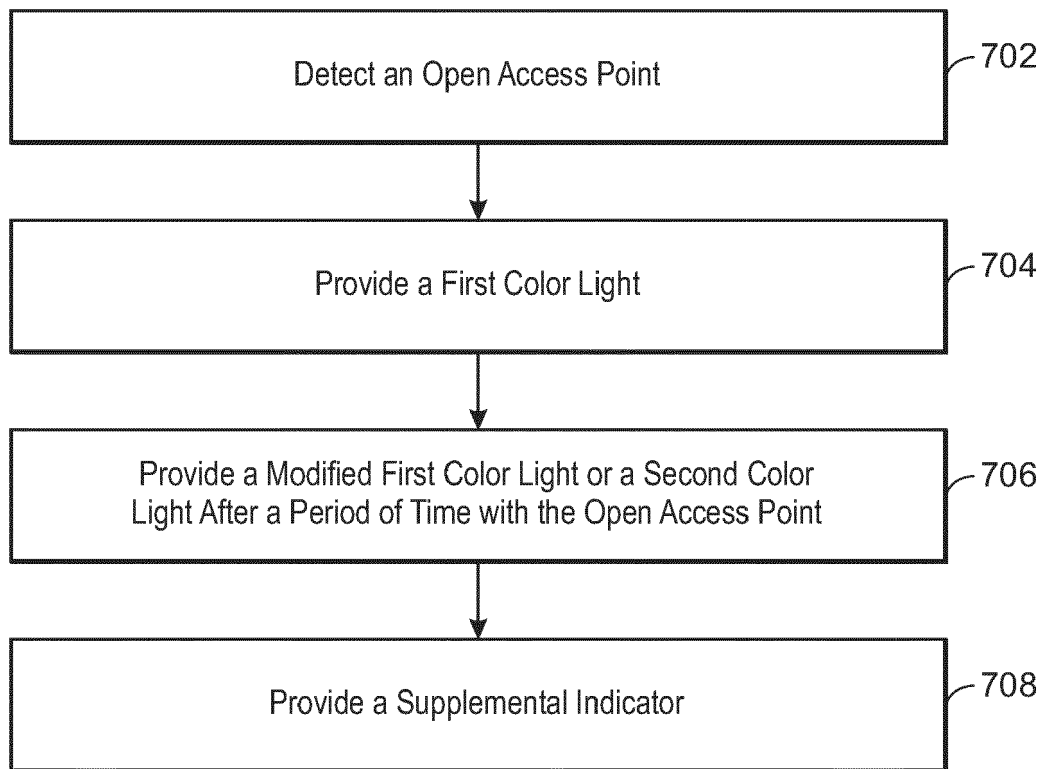 Detect an Open Access Point
702
Provide a First Color Light
704
Provide a Modified First Color Light or a Second Color
Light After a Period of Time with the Open Access Point
706
Provide a Supplemental Indicator
708